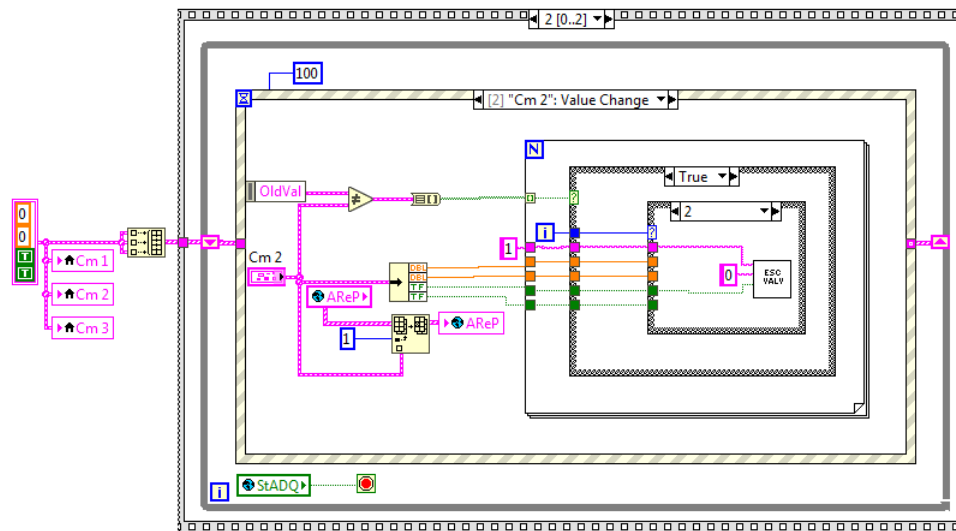 2 [0..2]
100
[2] "Cm 2": Value Change
N
True
OldVal
2
0
0
T
T
i
?
?
Cm 1
Cm 2
1
Cm 2
DBL
DBL
TF
TF
0
ESC
VALV
AReP
AReP
Cm 3
1
StADQ
i